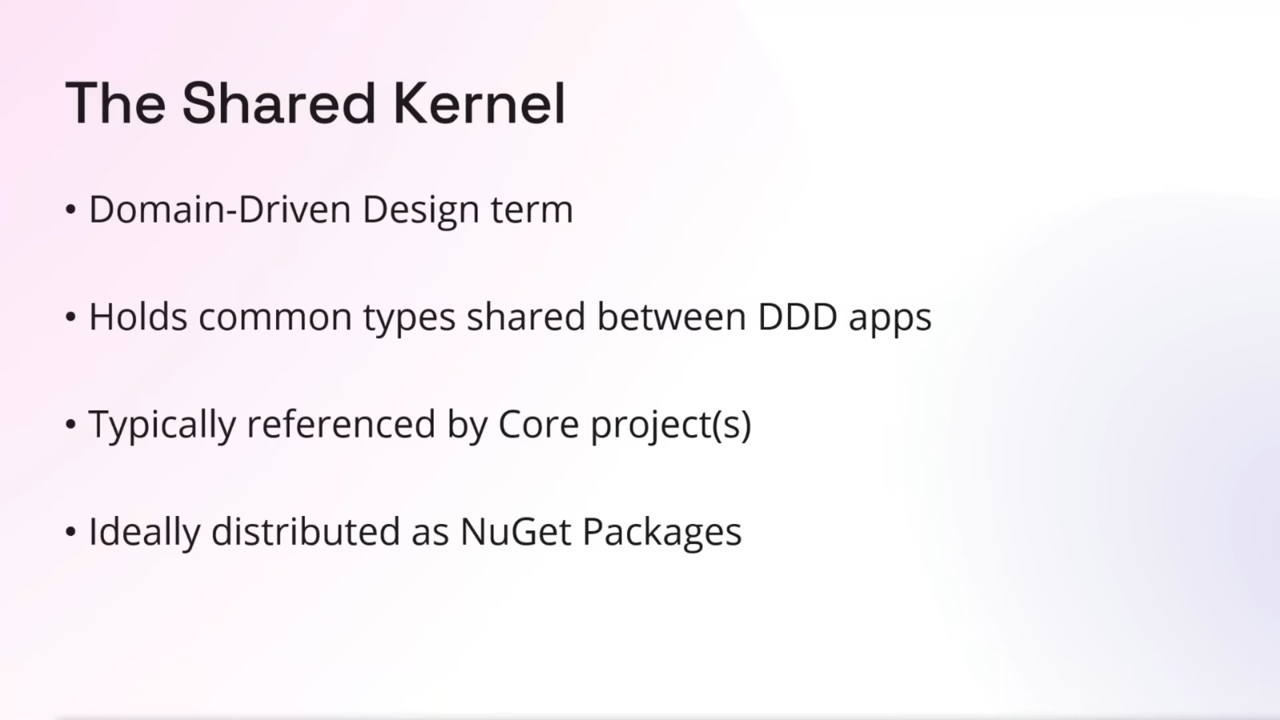 The Shared Kernel
• Domain-Driven Design term
• Holds common types shared between DDD apps
• Typically referenced by Core project(s)
• Ideally distributed as NuGet Packages